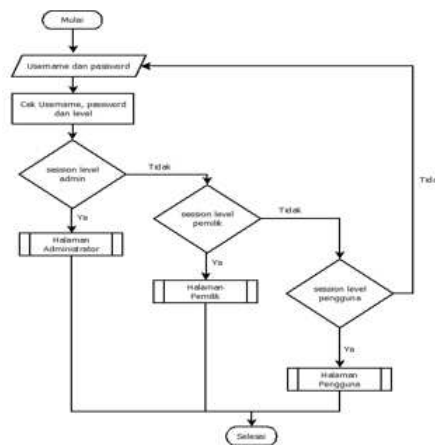 Mulai
Username dan password
Cek Username, password
dan level
session level
admin
Tidak
Ya
Halaman
Administrator
session level
pemilik
Tidak
Ya
Halaman
Pemilik
session level
pengguna
Ya
Halaman
Pengguna
Selesai